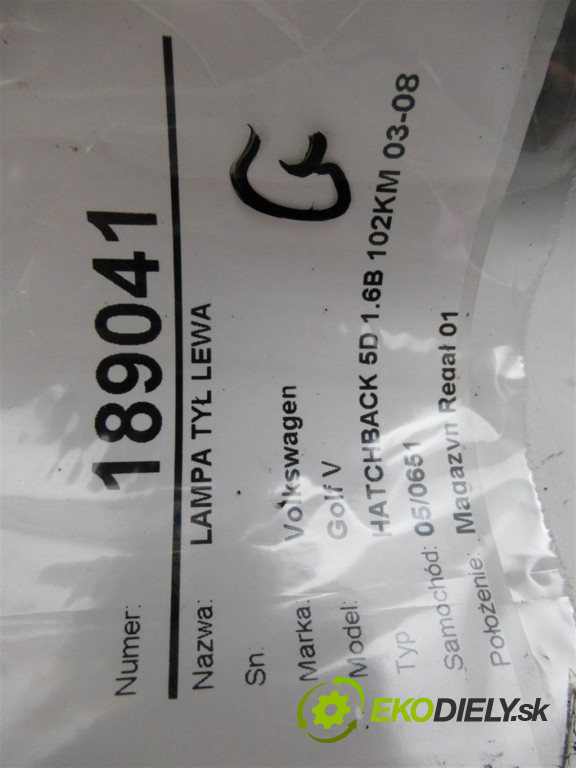 Numer: 189041
Nazwa: LAMPA TYŁ LEWA
Sn.
Marka: Volkswagen
Model: Golf V
Typ HATCHBACK 5D 1.6B 102KM 03-08
Samochód: 05/0651
Położenie: Magazyn Regał 01
G
EKODIELY.sk